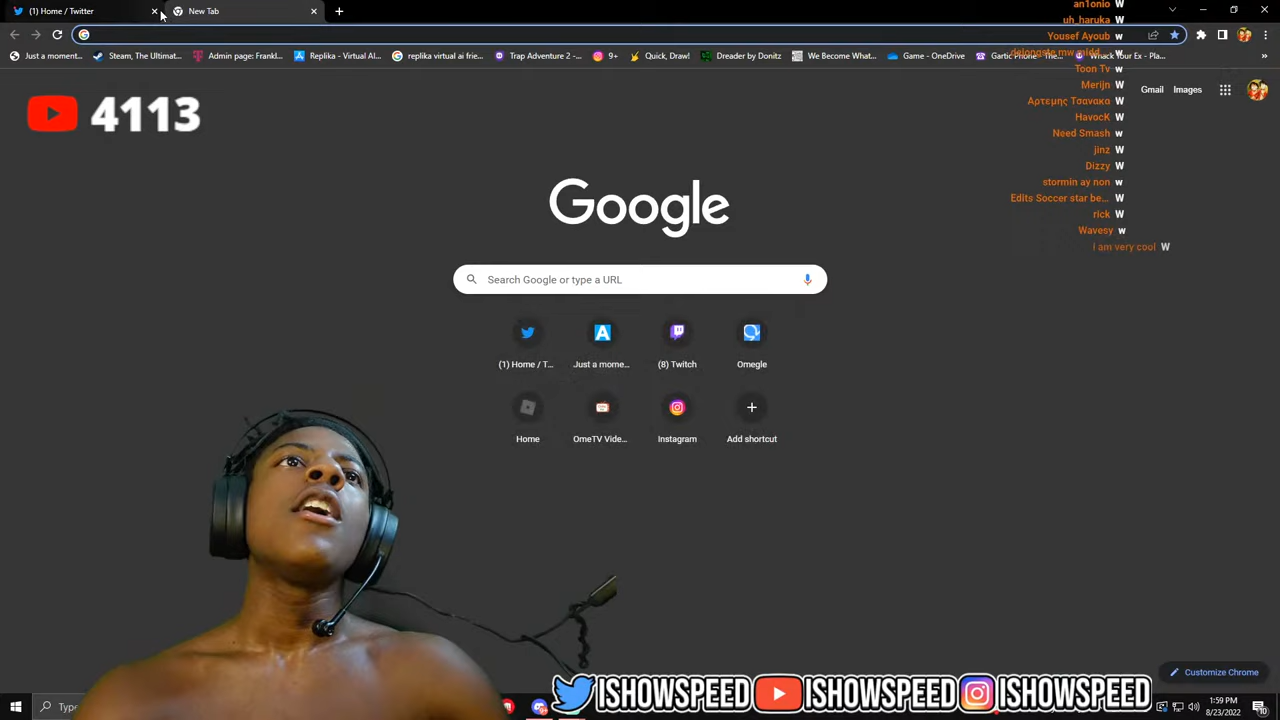 (1) Home / Twitter
New Tab
Just a moment...
Steam, The Ultimat...
Admin page: Frankl...
Replika - Virtual AI...
replika virtual ai frie...
Trap Adventure 2 -...
9+
Quick, Draw!
Dreader by Donitz
We Become What...
Game - OneDrive
Gartic Phone - The...
Whack Your Ex - Pla...
an1onio W
uh_haruka W
Yousef Ayoub w
Toon Tv w
Merijn W
Αρτεμης Τσανακα W
HavocK W
Need Smash w
jinz W
Dizzy W
stormin ay non w
Edits Soccer star be... W
rick W
Wavesy w
i am very cool W
Gmail
Images
4113
Google
Search Google or type a URL
(1) Home / T...
Just a mome...
(8) Twitch
Omegle
Home
OmeTV Vide...
Instagram
Add shortcut
Customize Chrome
ISHOWSPEED
ISHOWSPEED
ISHOWSPEED
1:59 PM
8/23/2022